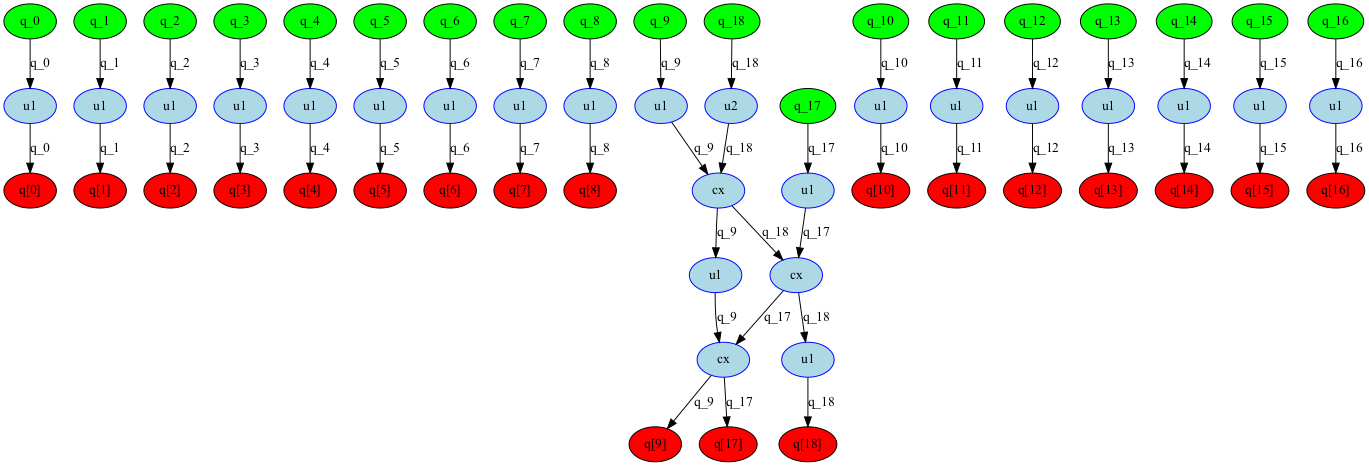 q_0 q_1 q_2 q_3 q_4 q_5 q_6 q_7 q_8 q_9 q_18 q_10 q_11 q_12 q_13 q_14 q_15 q_16
q_0 q_1 q_2 q_3 q_4 q_5 q_6 q_7 q_8 q_9 q_18 q_10 q_11 q_12 q_13 q_14 q_15 q_16
u1 u1 u1 u1 u1 u1 u1 u1 u1 u1 u2 q_17 u1 u1 u1 u1 u1 u1 u1
q_0 q_1 q_2 q_3 q_4 q_5 q_6 q_7 q_8 q_9 q_18 q_17 q_10 q_11 q_12 q_13 q_14 q_15 q_16
q[0] q[1] q[2] q[3] q[4] q[5] q[6] q[7] q[8] cx u1 q[10] q[11] q[12] q[13] q[14] q[15] q[16]
q_9 q_18 q_17
u1 cx
q_9 q_17 q_18
cx u1
q_9 q_17 q_18
q[9] q[17] q[18]